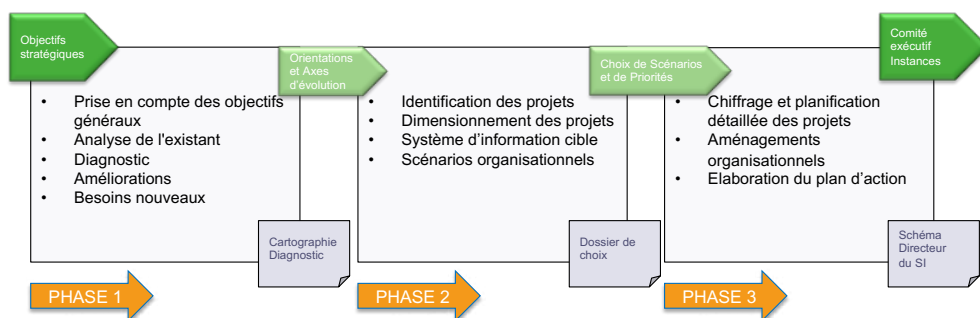 Objectifs
stratégiques
Orientations
et Axes
d'évolution
Choix de Scénarios
et de Priorités
Comité
exécutif
Instances
• Prise en compte des objectifs
généraux
• Analyse de l'existant
• Diagnostic
• Améliorations
• Besoins nouveaux
Cartographie
Diagnostic
• Identification des projets
• Dimensionnement des projets
• Système d'information cible
• Scénarios organisationnels
Dossier de
choix
• Chiffrage et planification
détaillée des projets
• Aménagements
organisationnels
• Elaboration du plan d'action
Schéma
Directeur
du SI
PHASE 1
PHASE 2
PHASE 3